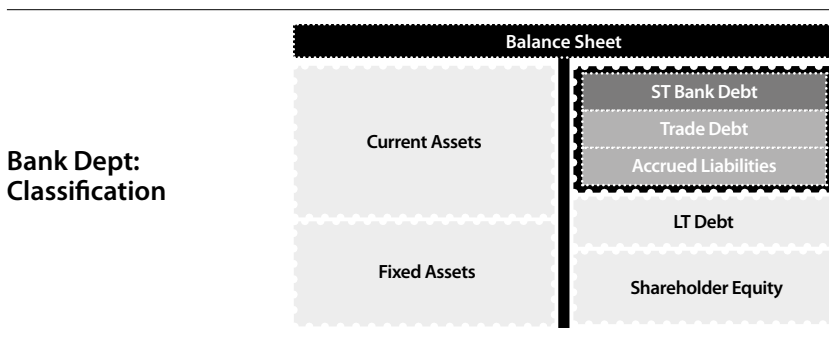 Bank Dept:
Classification
Balance Sheet
Current Assets
Fixed Assets
ST Bank Debt
Trade Debt
Accrued Liabilities
LT Debt
Shareholder Equity